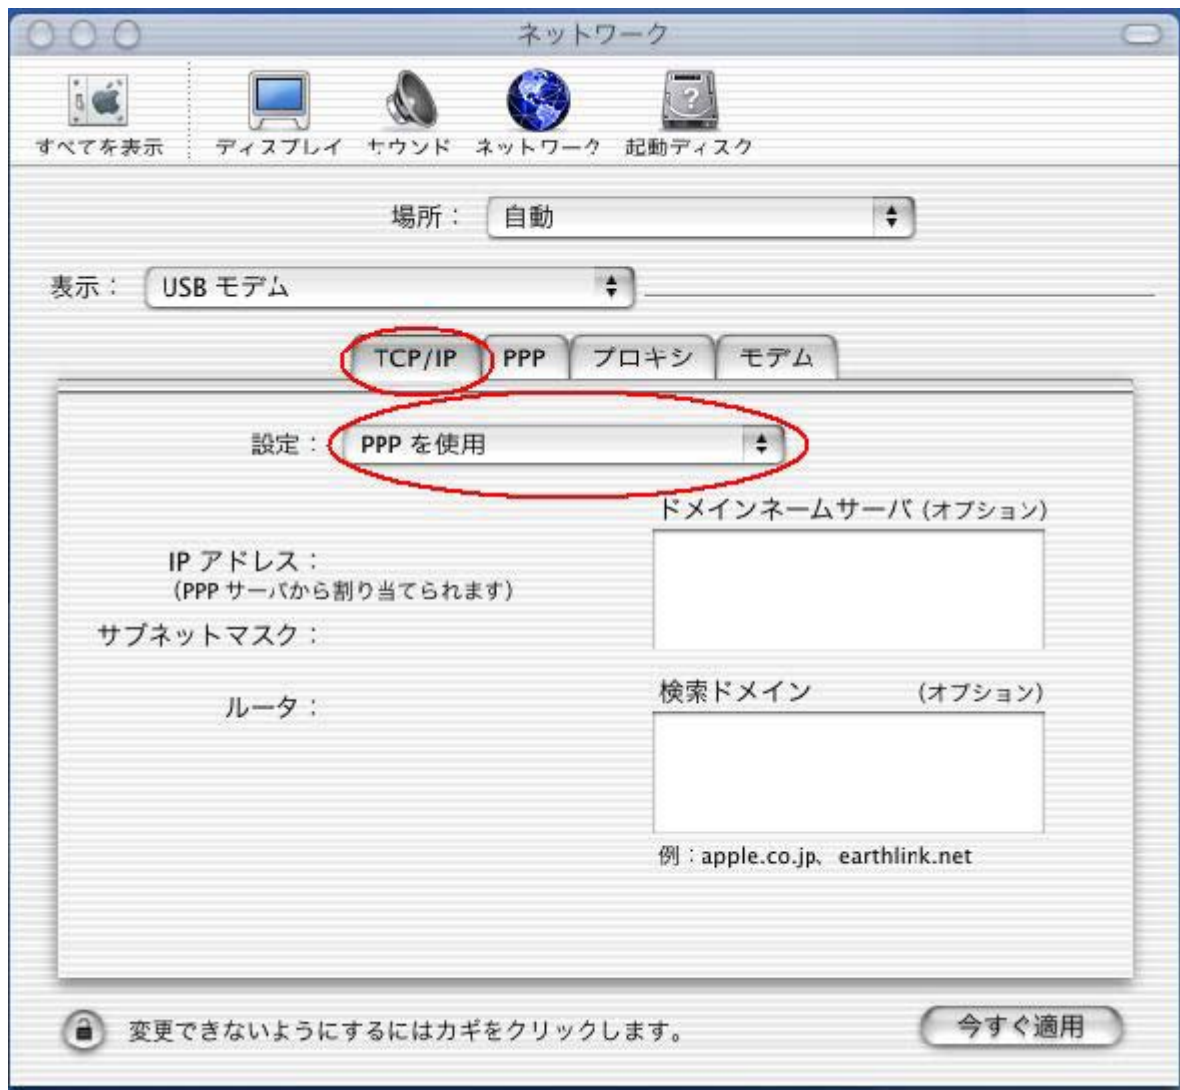 ネットワーク
すべてを表示
ディスプレイ
サウンド
ネットワーク
起動ディスク
場所：
自動
表示：
USB モデム
TCP/IP
PPP
プロキシ
モデム
設定：
PPP を使用
ドメインネームサーバ (オプション)
IP アドレス：
(PPP サーバから割り当てられます)
サブネットマスク：
ルータ：
検索ドメイン (オプション)
例：apple.co.jp、earthlink.net
変更できないようにするにはカギをクリックします。
今すぐ適用